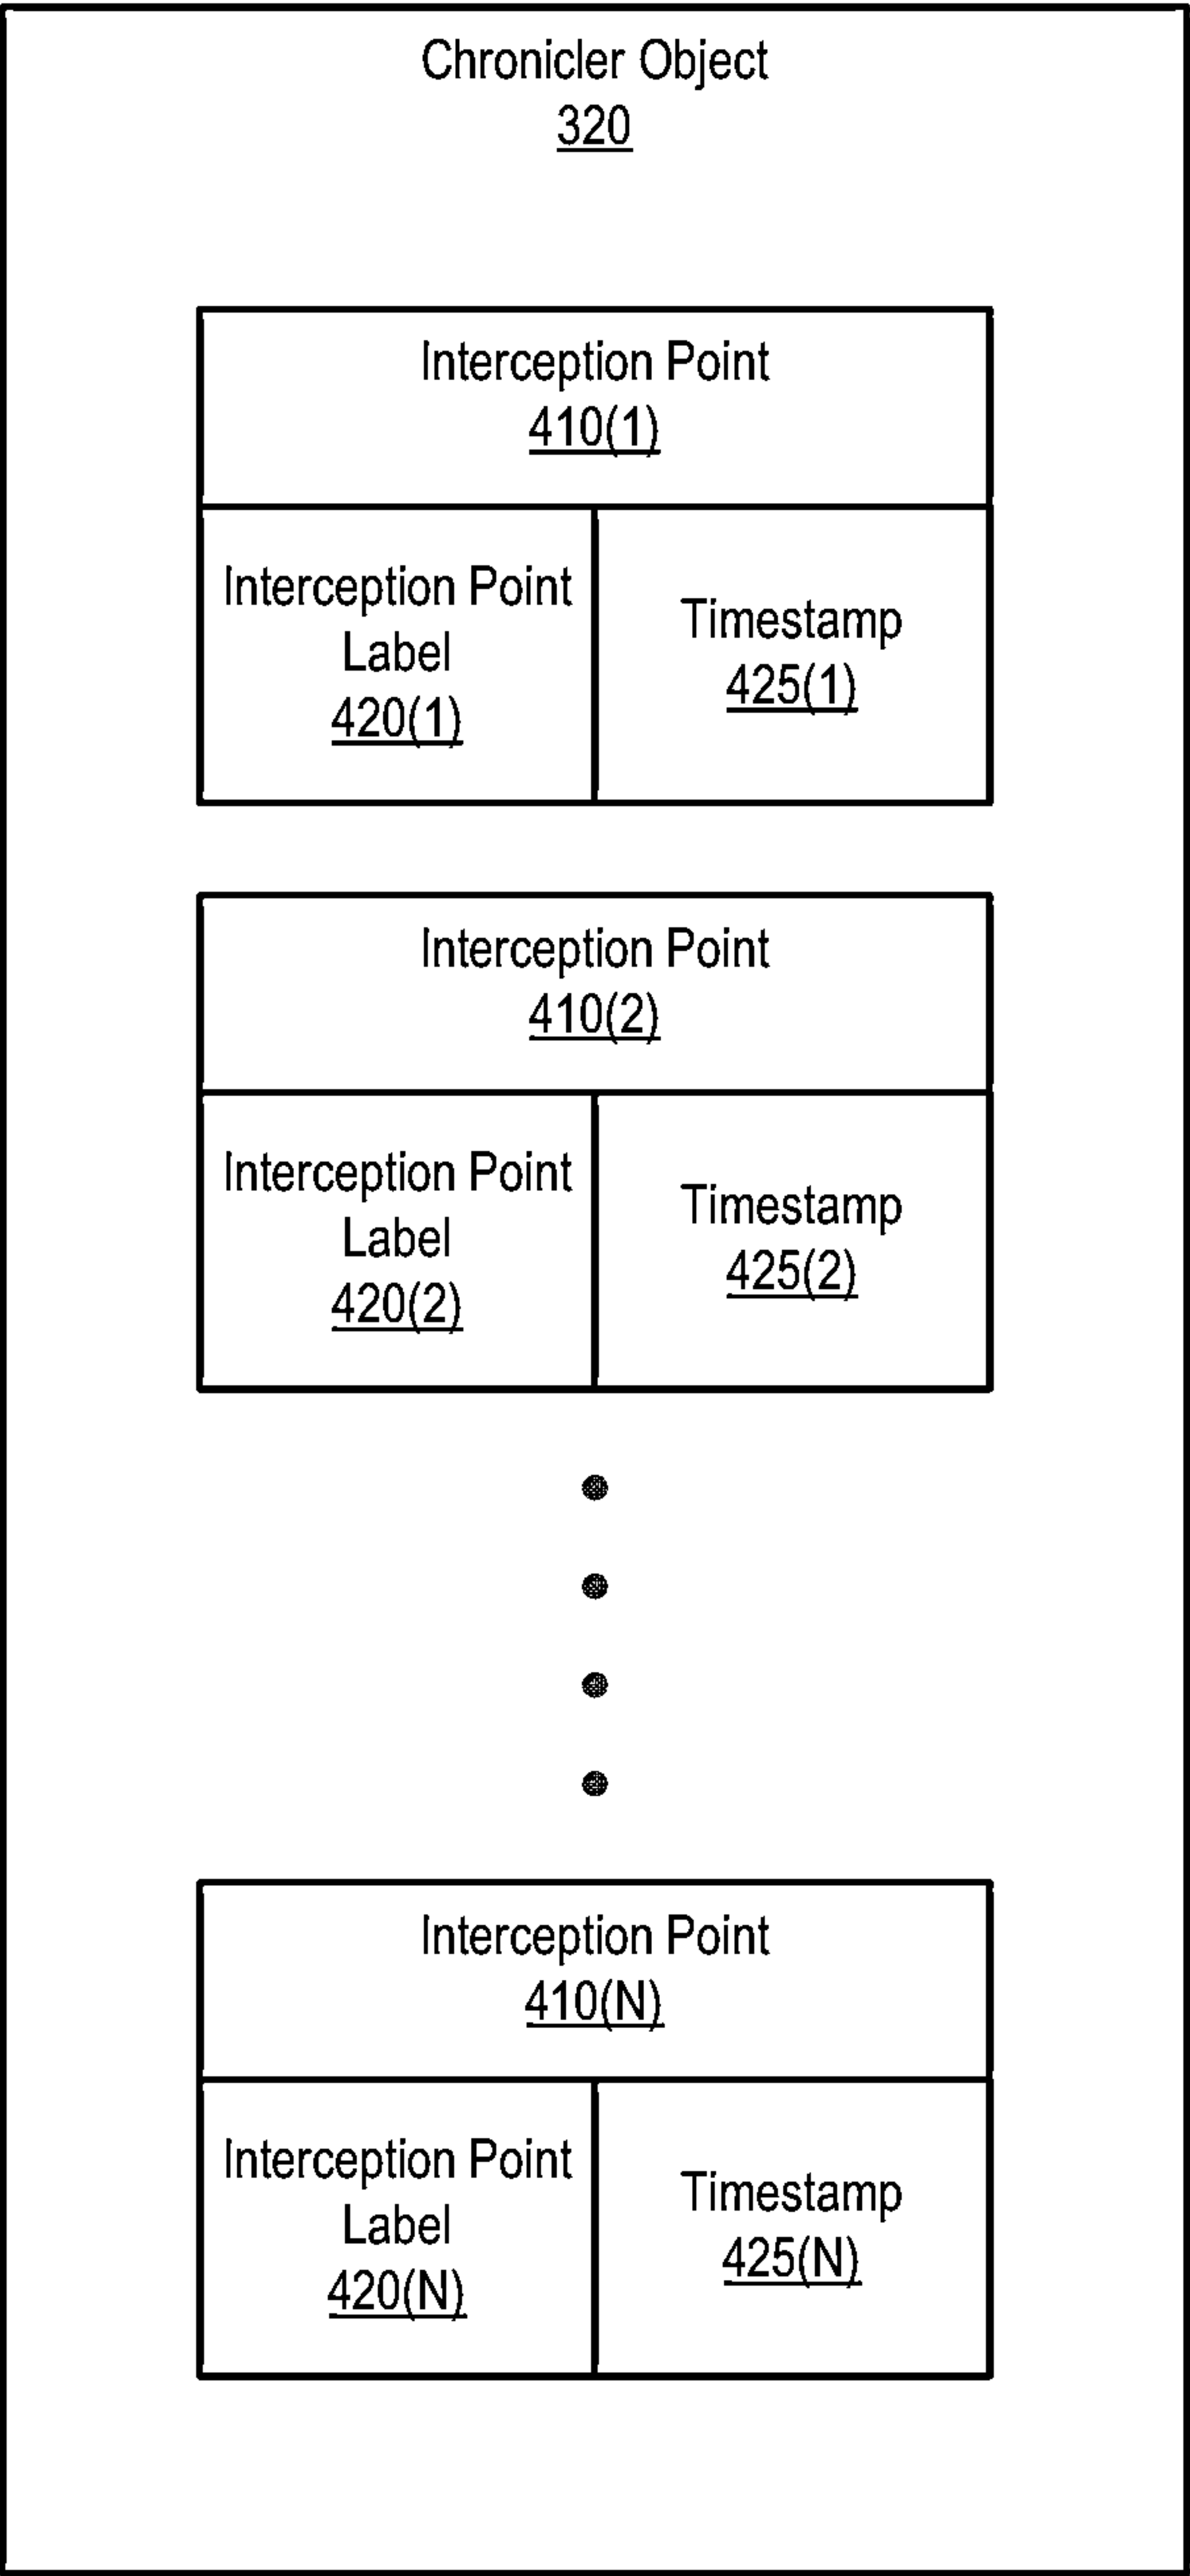 Chronicler Object
320
Interception Point
410(1)
Interception Point
Label
420(1)
Timestamp
425(1)
Interception Point
410(2)
Interception Point
Label
420(2)
Timestamp
425(2)
Interception Point
410(N)
Interception Point
Label
420(N)
Timestamp
425(N)